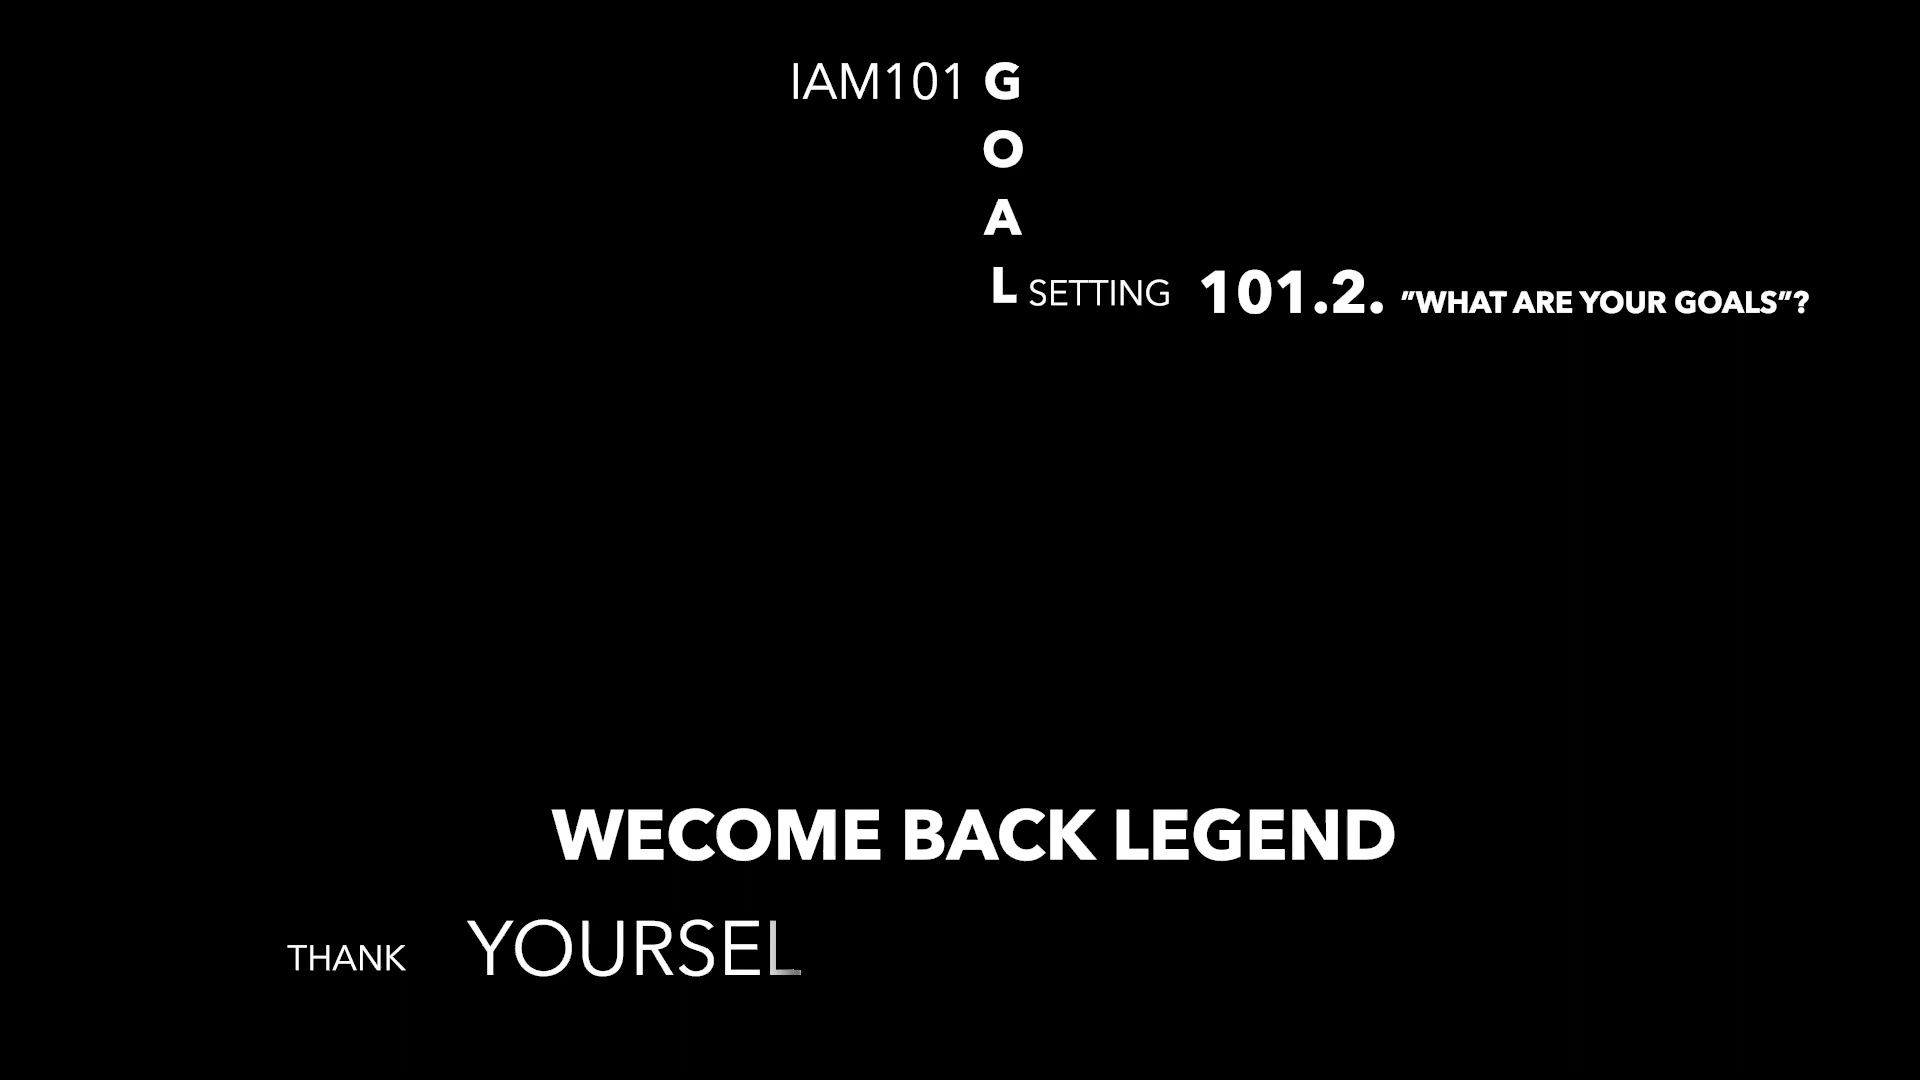 IAM101 G
O
A
L SETTING 101.2. "WHAT ARE YOUR GOALS"?
WECOME BACK LEGEND
THANK YOURSEL